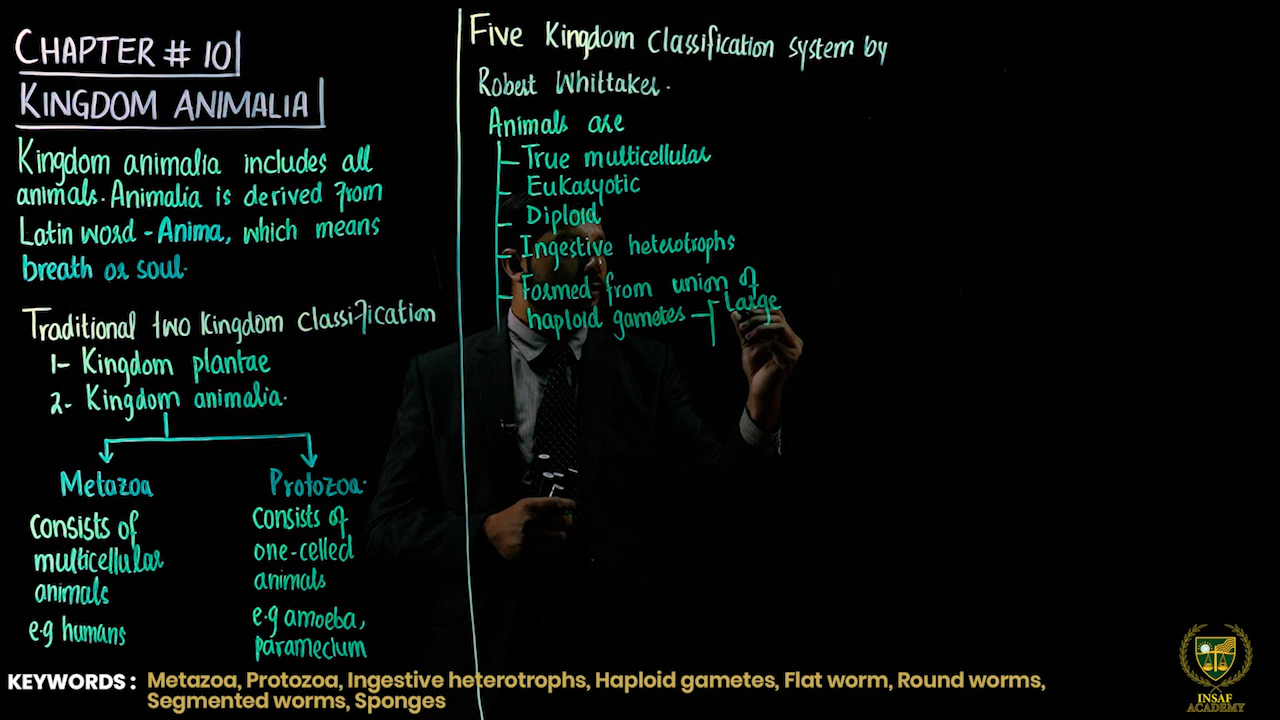 CHAPTER # 10
KINGDOM ANIMALIA
Kingdom animalia includes all
animals. Animalia is derived from
Latin word - Anima, which means
breath or soul.
Traditional two Kingdom Classification
1- Kingdom plantae
2- Kingdom animalia.
Metazoa
consists of
multicellular
animals
e.g humans
Protozoa.
consists of
one-celled
animals
e.g amoeba,
paramecium
Five Kingdom Classification system by
Robert Whittaker.
Animals are
True multicellular
Eukaryotic
Diploid
Ingestive heterotrophs
Formed from union of
haploid gametes
Large
KEYWORDS : Metazoa, Protozoa, Ingestive heterotrophs, Haploid gametes, Flat worm, Round worms,
Segmented worms, Sponges
INSAF
ACADEMY